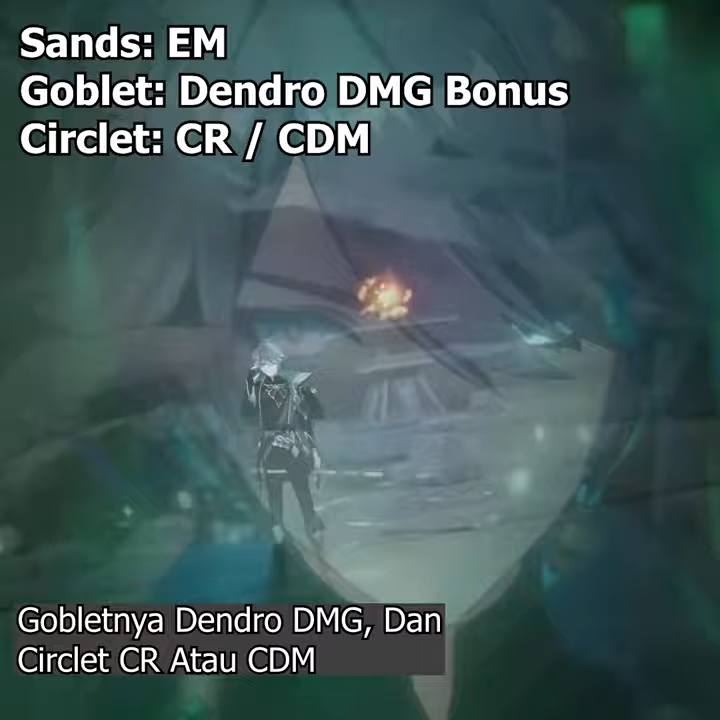 Sands: EM
Goblet: Dendro DMG Bonus
Circlet: CR / CDM
Gobletnya Dendro DMG, Dan
Circlet CR Atau CDM